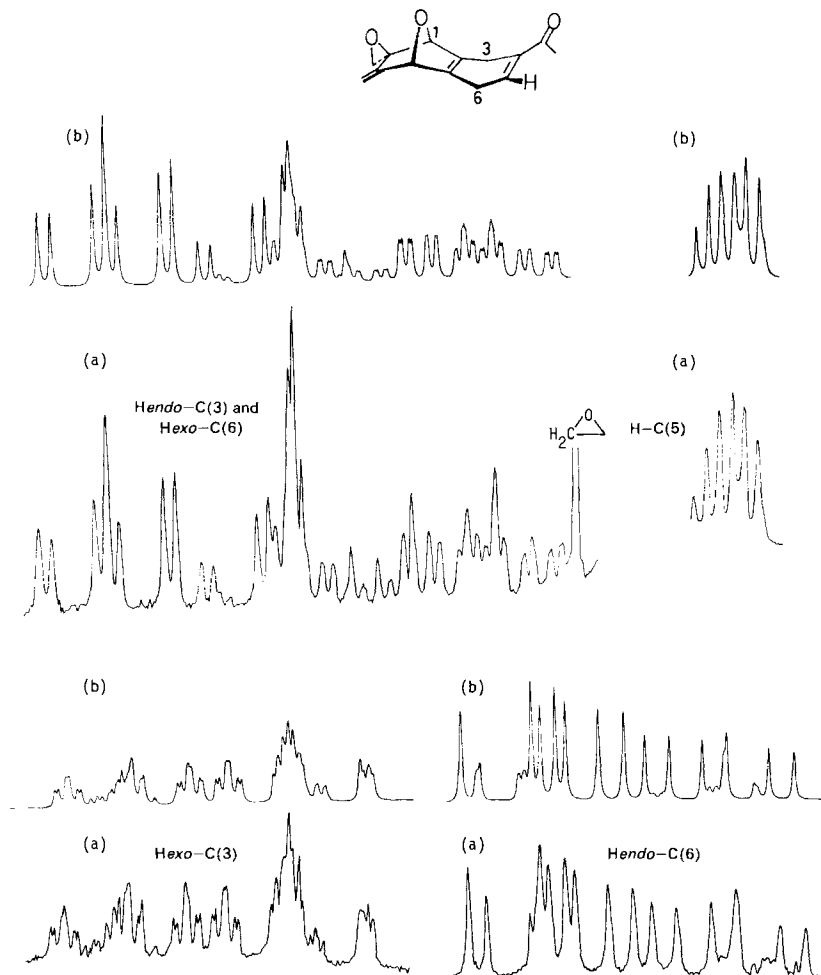 O
O
1
3
O
6
H
(b)
(b)
(a)
(a)
Hendo—C(3) and
Hexo—C(6)
O
H2C
H—C(5)
(b)
(b)
(a)
Hexo—C(3)
(a)
Hendo—C(6)